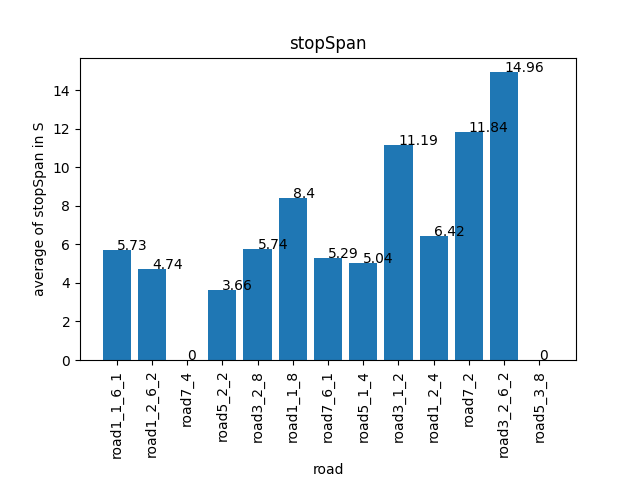 stopSpan
average of stopSpan in S
14
12
10
8
6
4
2
0
5.73
4.74
0
3.66
5.74
8.4
5.29
5.04
11.19
6.42
11.84
14.96
0
road1_1_6_1
road1_2_6_2
road7_4
road5_2_2
road3_2_8
road1_1_8
road7_6_1
road5_1_4
road3_1_2
road1_2_4
road7_2
road3_2_6_2
road5_3_8
road